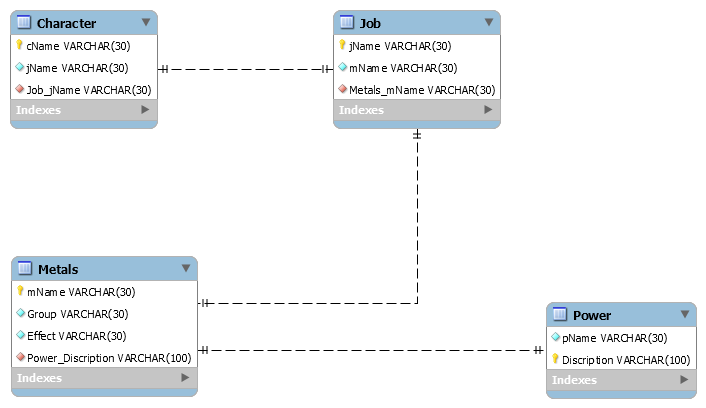 Character
cName VARCHAR(30)
jName VARCHAR(30)
Job_jName VARCHAR(30)
Indexes
Job
jName VARCHAR(30)
mName VARCHAR(30)
Metals_mName VARCHAR(30)
Indexes
Metals
mName VARCHAR(30)
Group VARCHAR(30)
Effect VARCHAR(30)
Power_Discription VARCHAR(100)
Indexes
Power
pName VARCHAR(30)
Discription VARCHAR(100)
Indexes